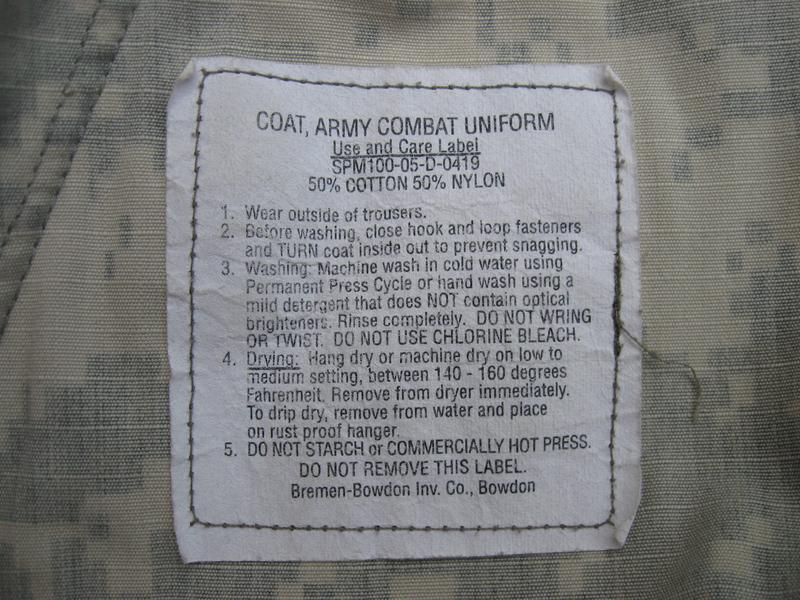 COAT, ARMY COMBAT UNIFORM
Use and Care Label
SPM100-05-D-0419
50% COTTON 50% NYLON
1. Wear outside of trousers.
2. Before washing, close hook and loop fasteners
and TURN coat inside out to prevent snagging.
3. Washing: Machine wash in cold water using
Permanent Press Cycle or hand wash using a
mild detergent that does NOT contain optical
brighteners. Rinse completely. DO NOT WRING
OR TWIST. DO NOT USE CHLORINE BLEACH.
4. Drying: Hang dry or machine dry on low to
medium setting, between 140 - 160 degrees
Fahrenheit. Remove from dryer immediately.
To drip dry, remove from water and place
on rust proof hanger.
5. DO NOT STARCH or COMMERCIALLY HOT PRESS.
DO NOT REMOVE THIS LABEL.
Bremen-Bowdon Inv. Co., Bowdon